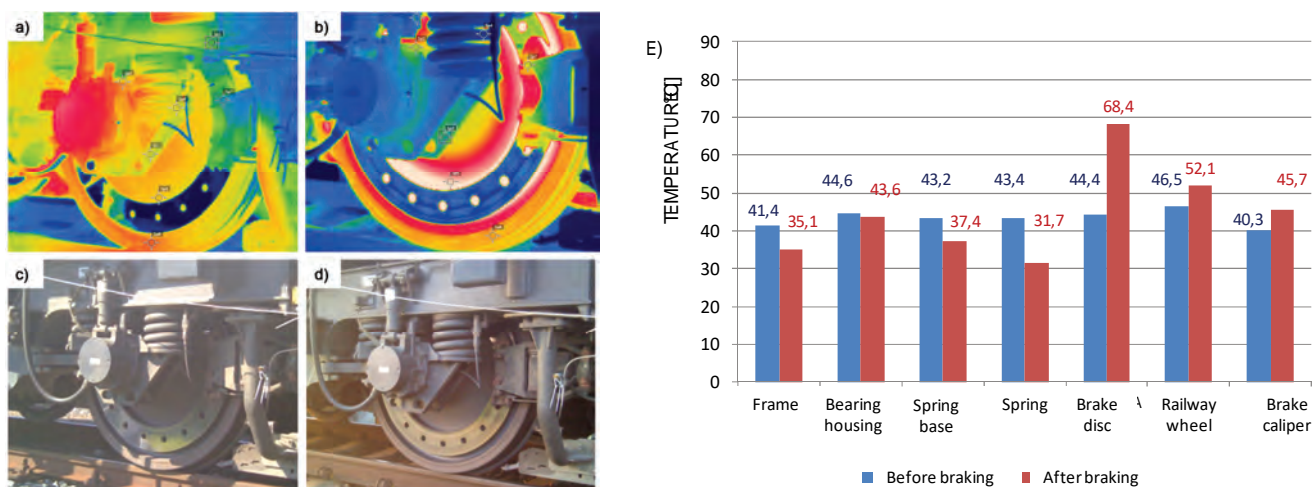 a)
b)
c)
d)
E)
TEMPERATURE[°C]
90
80
70
60
50
40
30
20
10
0
41,4
35,1
44,6
43,6
43,2
37,4
43,4
31,7
44,4
68,4
46,5
52,1
40,3
45,7
Frame
Bearing
housing
Spring
base
Spring
Brake
disc
Railway
wheel
Brake
caliper
Before braking
After braking